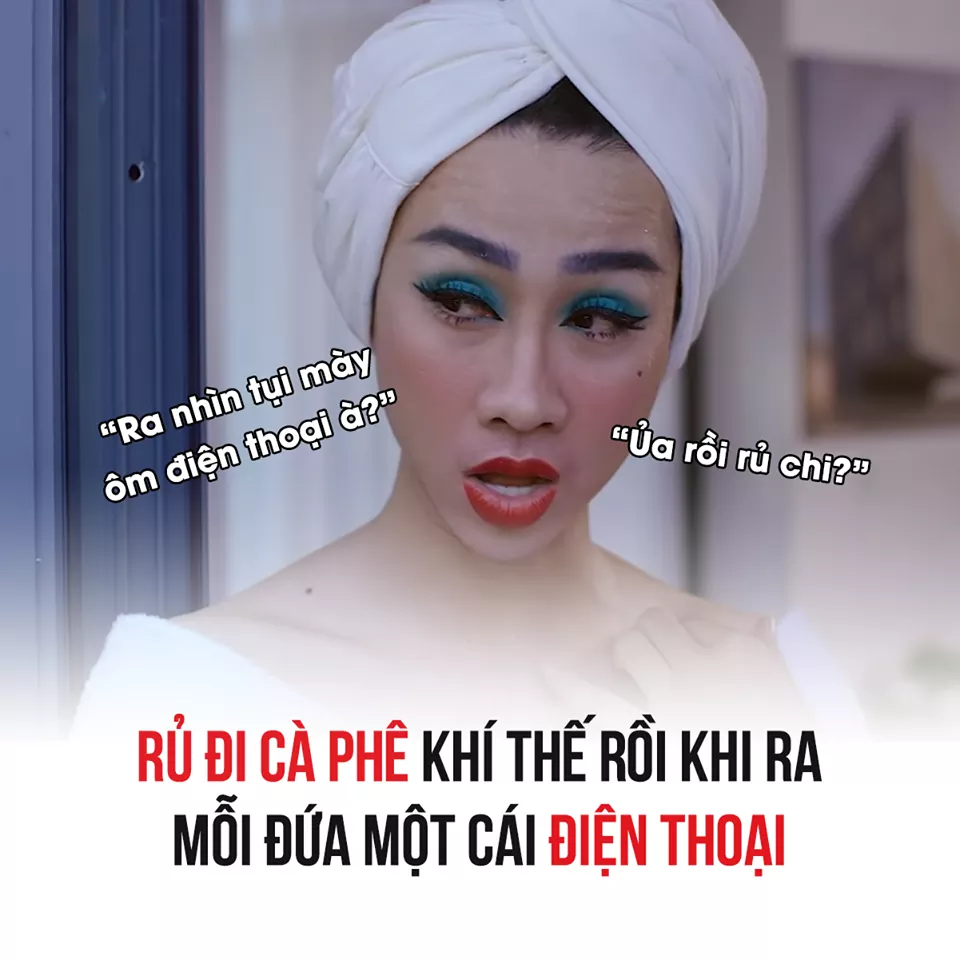 “Ra nhìn tụi mày
ôm điện thoại à?”
“Ủa rồi rủ chi?”
RỦ ĐI CÀ PHÊ KHÍ THẾ RỒI KHI RA
MỖI ĐỨA MỘT CÁI ĐIỆN THOẠI